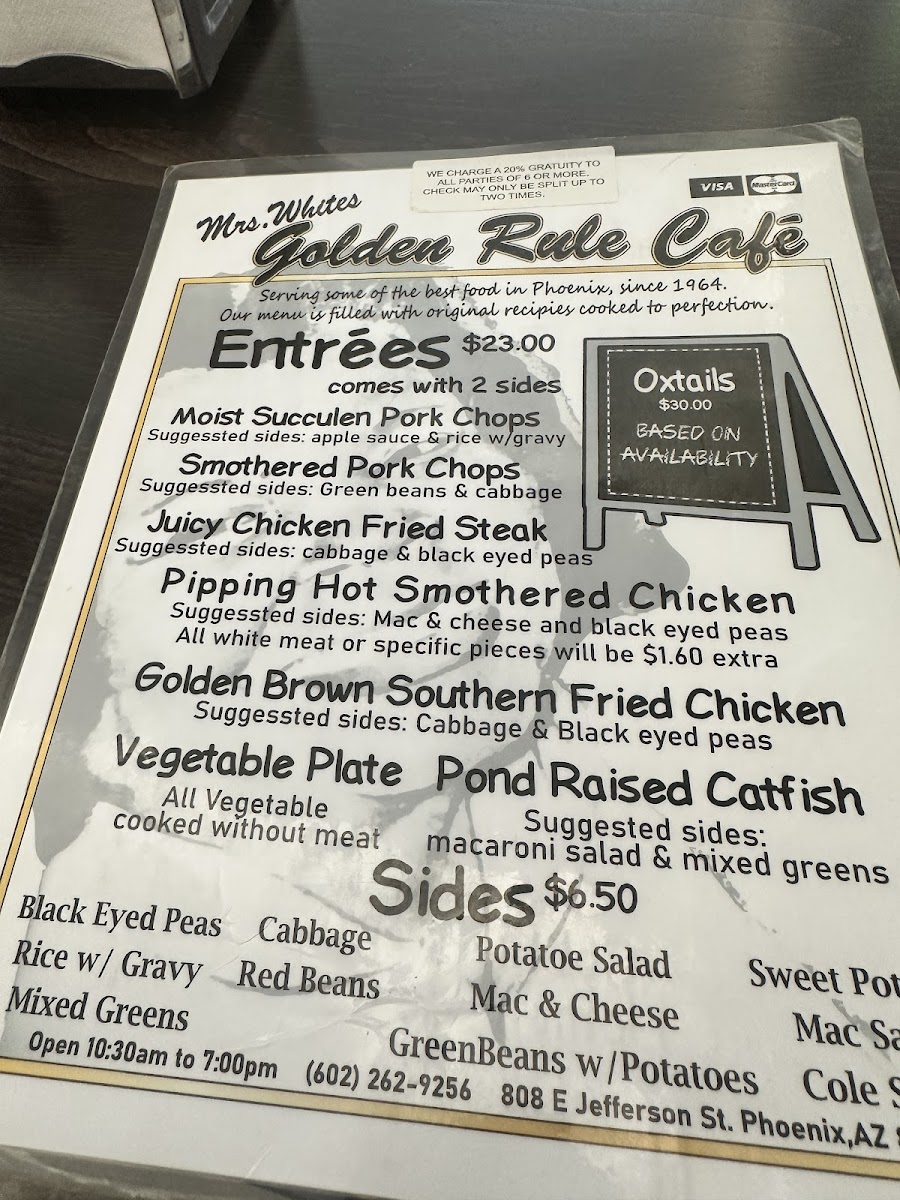 WE CHARGE A 20% GRATUITY TO
ALL PARTIES OF 6 OR MORE.
CHECK MAY ONLY BE SPLIT UP TO
TWO TIMES.
VISA
MasterCard
Mrs. Whites
Golden Rule Café
Serving some of the best food in Phoenix, since 1964.
Our menu is filled with original recipies cooked to perfection.
Entrées $23.00
comes with 2 sides
Oxtails
$30.00
BASED ON
AVAILABILITY
Moist Succulen Pork Chops
Suggessted sides: apple sauce & rice w/gravy
Smothered Pork Chops
Suggessted sides: Green beans & cabbage
Juicy Chicken Fried Steak
Suggessted sides: cabbage & black eyed peas
Pipping Hot Smothered Chicken
Suggessted sides: Mac & cheese and black eyed peas
All white meat or specific pieces will be $1.60 extra
Golden Brown Southern Fried Chicken
Suggessted sides: Cabbage & Black eyed peas
Vegetable Plate
All Vegetable
cooked without meat
Pond Raised Catfish
Suggested sides:
macaroni salad & mixed greens
Sides $6.50
Black Eyed Peas
Rice w/ Gravy
Mixed Greens
Cabbage
Red Beans
Potatoe Salad
Mac & Cheese
GreenBeans w/Potatoes
Sweet
Mac
Cole
Open 10:30am to 7:00pm (602) 262-9256 808 E Jefferson St. Phoenix,AZ